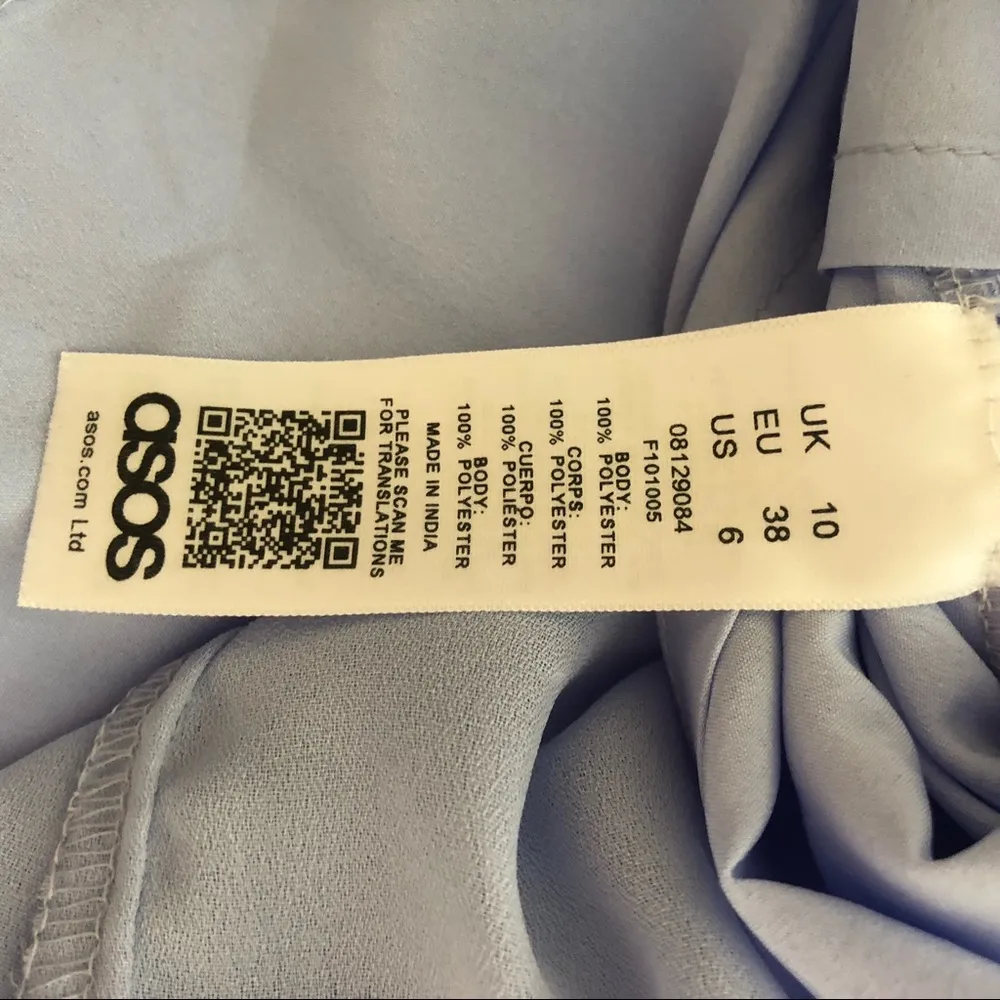 UK 10
EU 38
US 6
08129084
F101005
BODY:
100% POLYESTER
CORPS:
100% POLYESTER
CUERPO:
100% POLIÉSTER
BODY:
100% POLYESTER
MADE IN INDIA
PLEASE SCAN ME
FOR TRANSLATIONS
asos
asos.com Ltd